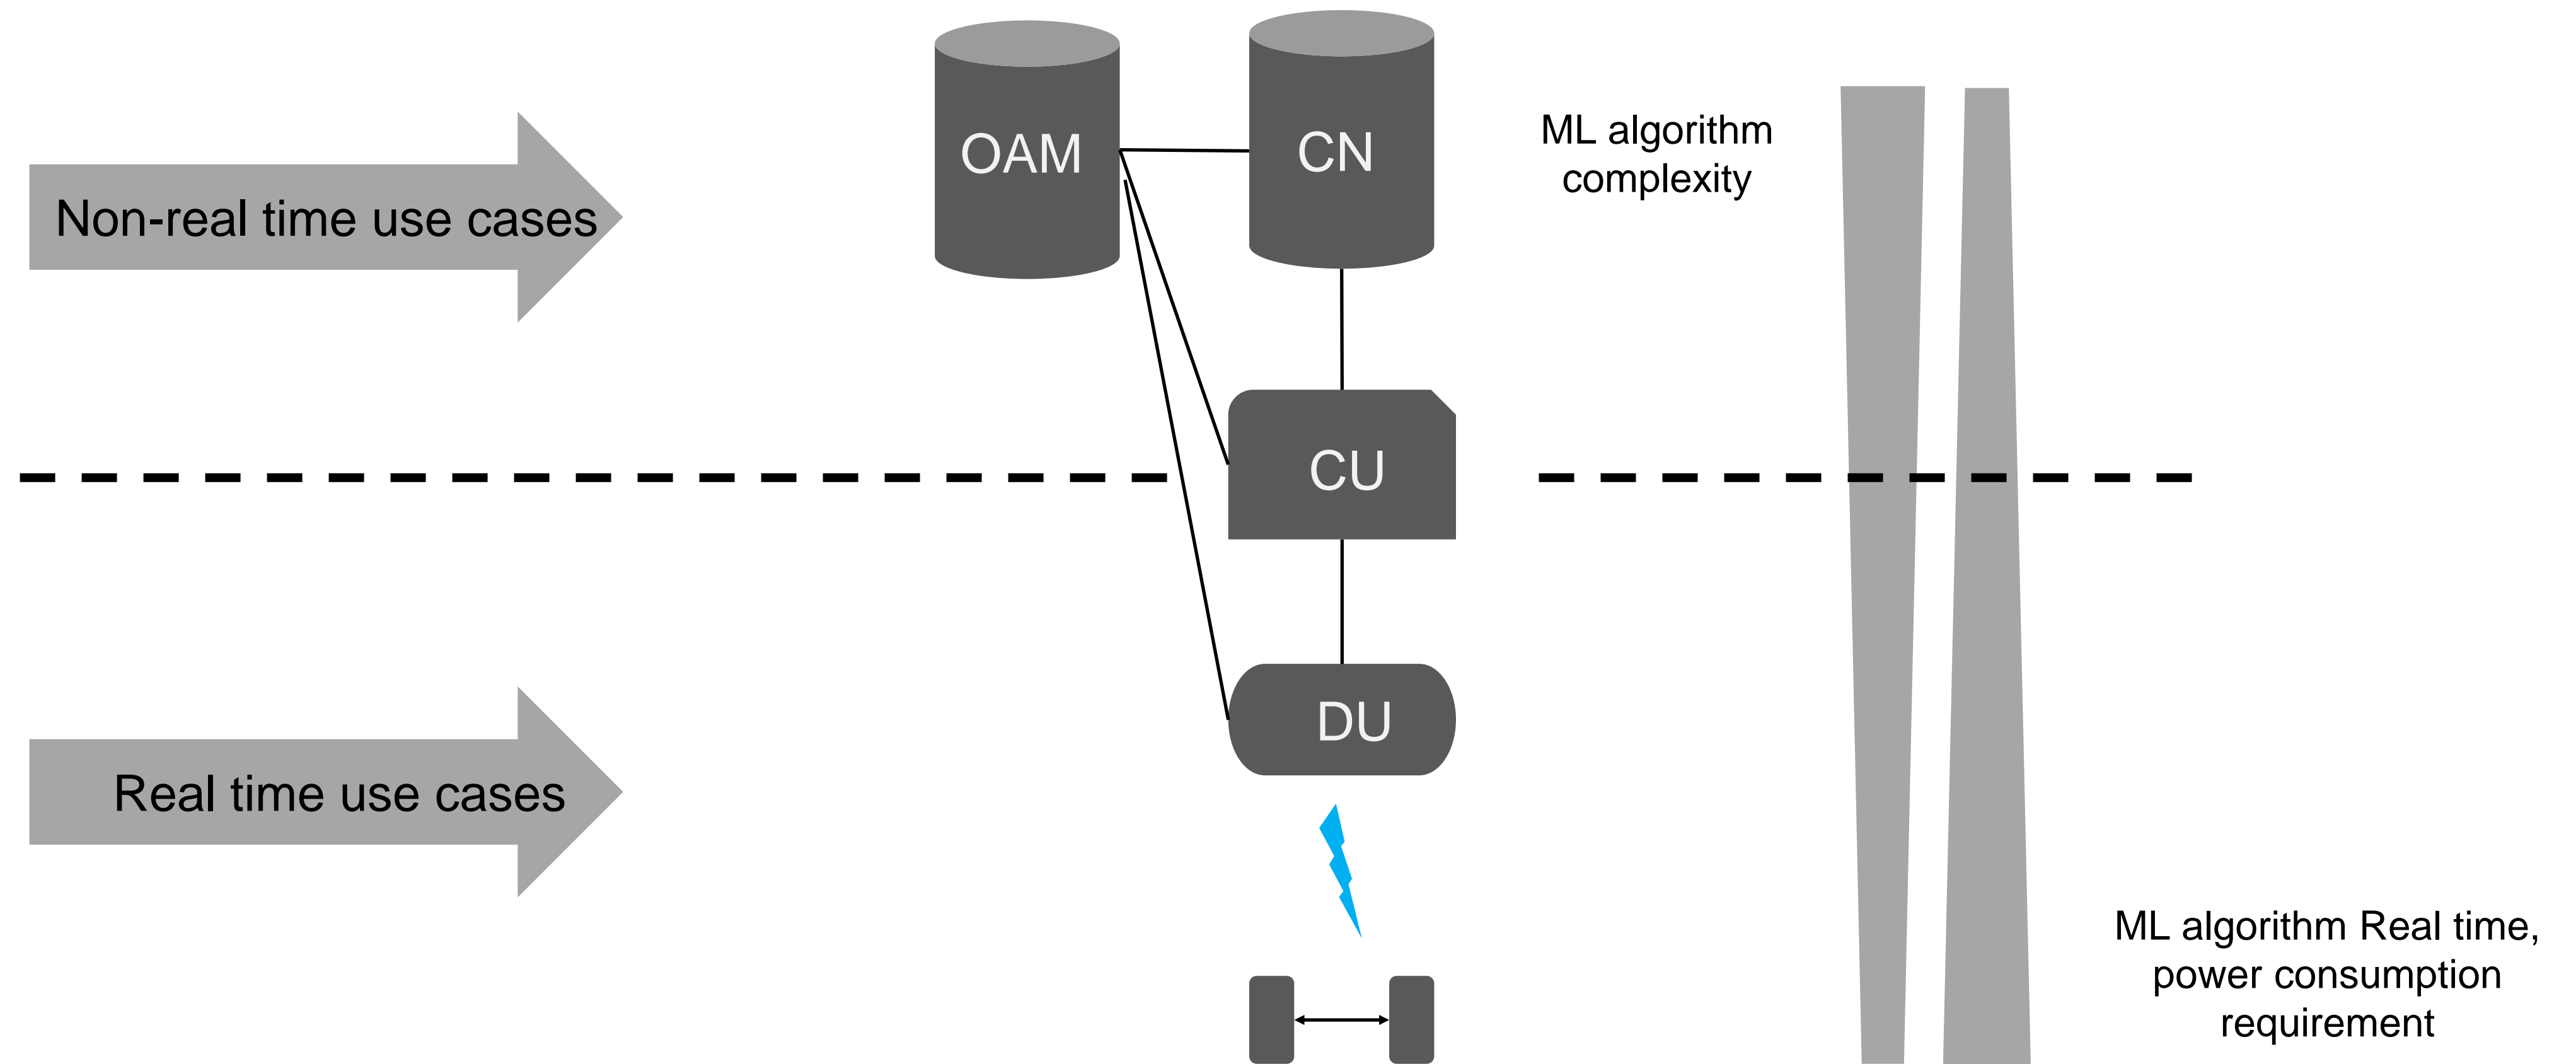 OAM
CN
ML algorithm
complexity
Non-real time use cases
CU
DU
Real time use cases
ML algorithm Real time,
power consumption
requirement